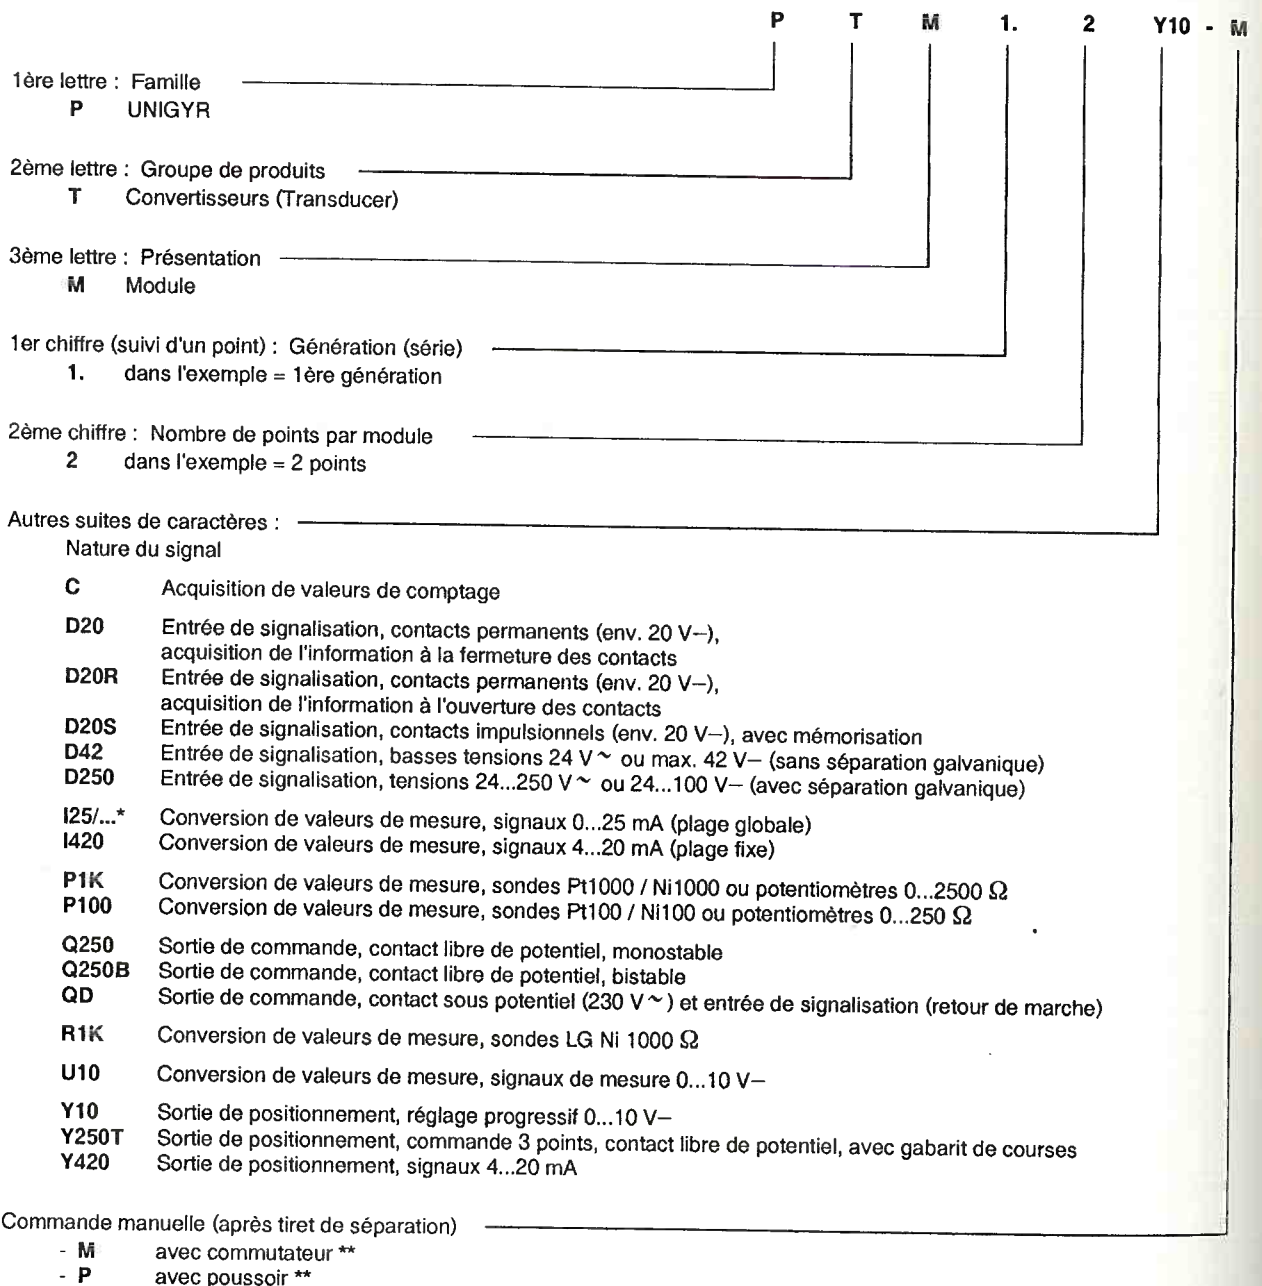 P T M 1. 2 Y10 - M
1ère lettre : Famille
P UNIGYR
2ème lettre : Groupe de produits
T Convertisseurs (Transducer)
3ème lettre : Présentation
M Module
1er chiffre (suivi d'un point) : Génération (série)
1. dans l'exemple = 1ère génération
2ème chiffre : Nombre de points par module
2 dans l'exemple = 2 points
Autres suites de caractères :
Nature du signal
C Acquisition de valeurs de comptage
D20 Entrée de signalisation, contacts permanents (env. 20 V–),
acquisition de l'information à la fermeture des contacts
D20R Entrée de signalisation, contacts permanents (env. 20 V–),
acquisition de l'information à l'ouverture des contacts
D20S Entrée de signalisation, contacts impulsionnels (env. 20 V–), avec mémorisation
D42 Entrée de signalisation, basses tensions 24 V ~ ou max. 42 V– (sans séparation galvanique)
D250 Entrée de signalisation, tensions 24...250 V ~ ou 24...100 V– (avec séparation galvanique)
I25/...* Conversion de valeurs de mesure, signaux 0...25 mA (plage globale)
I420 Conversion de valeurs de mesure, signaux 4...20 mA (plage fixe)
P1K Conversion de valeurs de mesure, sondes Pt1000 / Ni1000 ou potentiomètres 0...2500 Ω
P100 Conversion de valeurs de mesure, sondes Pt100 / Ni100 ou potentiomètres 0...250 Ω
Q250 Sortie de commande, contact libre de potentiel, monostable
Q250B Sortie de commande, contact libre de potentiel, bistable
QD Sortie de commande, contact sous potentiel (230 V ~) et entrée de signalisation (retour de marche)
R1K Conversion de valeurs de mesure, sondes LG Ni 1000 Ω
U10 Conversion de valeurs de mesure, signaux de mesure 0...10 V–
Y10 Sortie de positionnement, réglage progressif 0...10 V–
Y250T Sortie de positionnement, commande 3 points, contact libre de potentiel, avec gabarit de courses
Y420 Sortie de positionnement, signaux 4...20 mA
Commande manuelle (après tiret de séparation)
- M avec commutateur **
- P avec poussoir **